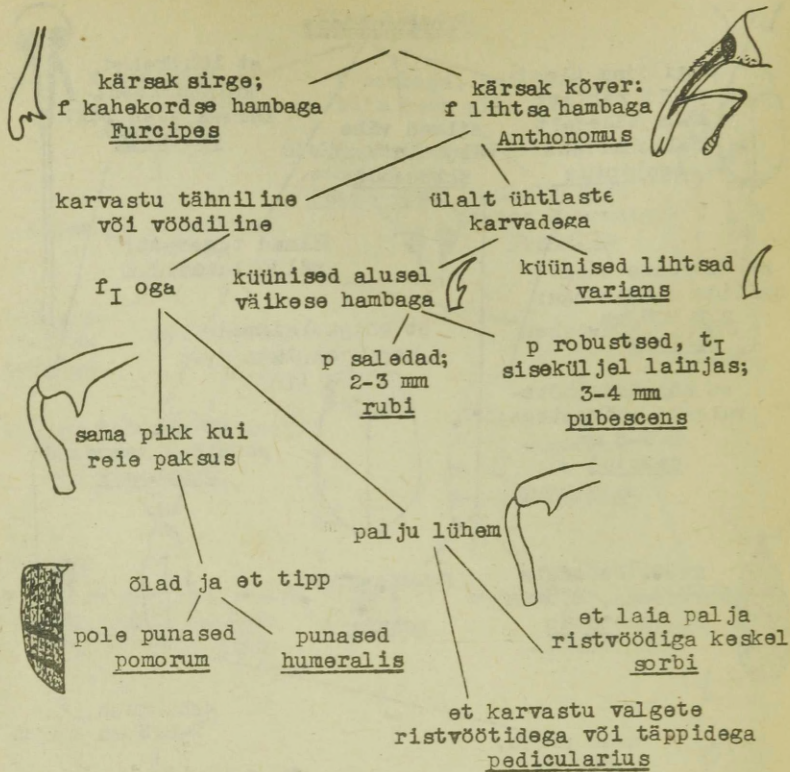 kärsak sirge;
f kahekordse hambaga
Furcipes
kärsak kõver:
f lihtsa hambaga
Anthonomus
karvastu tähniline
või vöödiline
ülalt ühtlaste
karvadega
f_I oga
küünised alusel
väikese hambaga
küünised lihtsad
varians
p saledad;
2-3 mm
rubi
p robustsed, t_I
siseküljel lainjas;
3-4 mm
pubescens
sama pikk kui
reie paksus
palju lühem
õlad ja et tipp
pole punased
pomorum
punased
humeralis
et laia palja
ristvöödiga keskel
sorbi
et karvastu valgete
ristvöötidega või täppidega
pedicularius